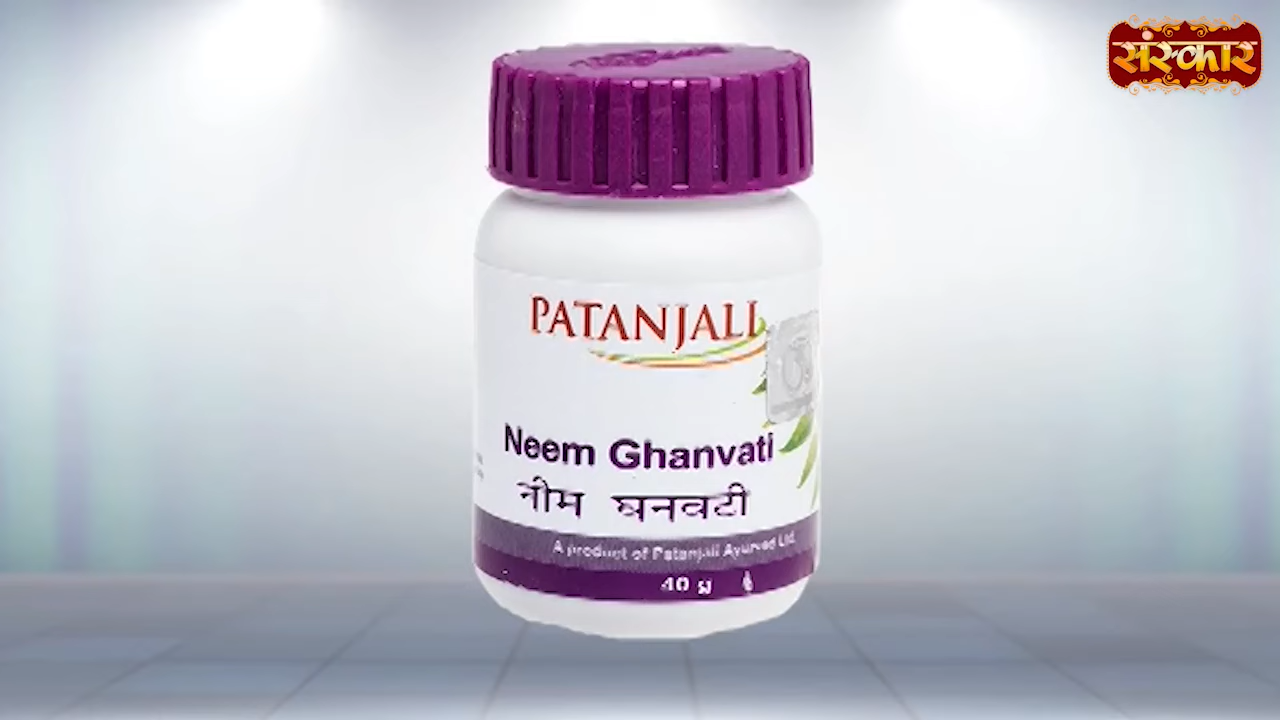 संस्कार
PATANJALI
Neem Ghanvati
नीम घनवटी
A product of Patanjali Ayurved Ltd.
40 g